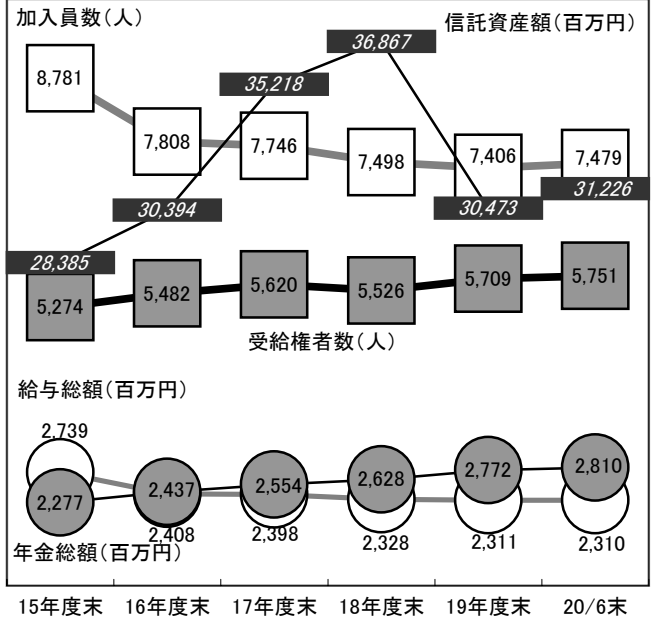 加入員数(人) 信託資産額(百万円)
36,867
8,781 35,218
7,808 7,746 7,498 7,406 7,479
30,394 30,473 31,226
28,385
5,274 5,482 5,620 5,526 5,709 5,751
受給権者数(人)
給与総額(百万円)
2,739
2,277 2,437 2,554 2,628 2,772 2,810
2,408 2,398 2,328 2,311 2,310
年金総額(百万円)
15年度末 16年度末 17年度末 18年度末 19年度末 20/6末